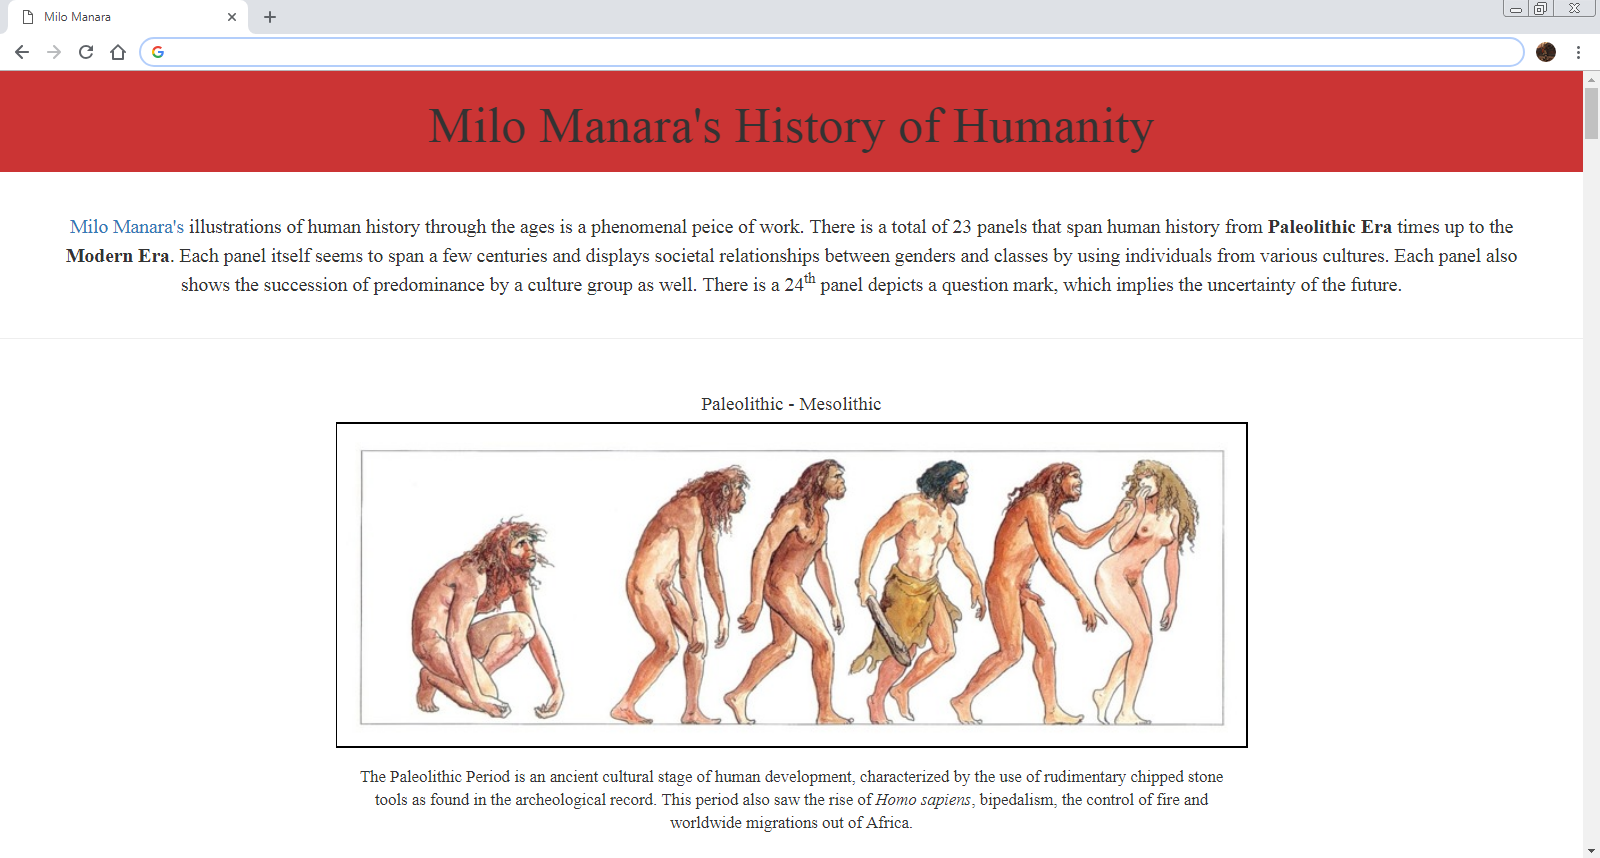 Milo Manara
Milo Manara's History of Humanity
Milo Manara's illustrations of human history through the ages is a phenomenal peice of work. There is a total of 23 panels that span human history from Paleolithic Era times up to the
Modern Era. Each panel itself seems to span a few centuries and displays societal relationships between genders and classes by using individuals from various cultures. Each panel also
shows the succession of predominance by a culture group as well. There is a 24th panel depicts a question mark, which implies the uncertainty of the future.
Paleolithic - Mesolithic
The Paleolithic Period is an ancient cultural stage of human development, characterized by the use of rudimentary chipped stone
tools as found in the archeological record. This period also saw the rise of Homo sapiens, bipedalism, the control of fire and
worldwide migrations out of Africa.